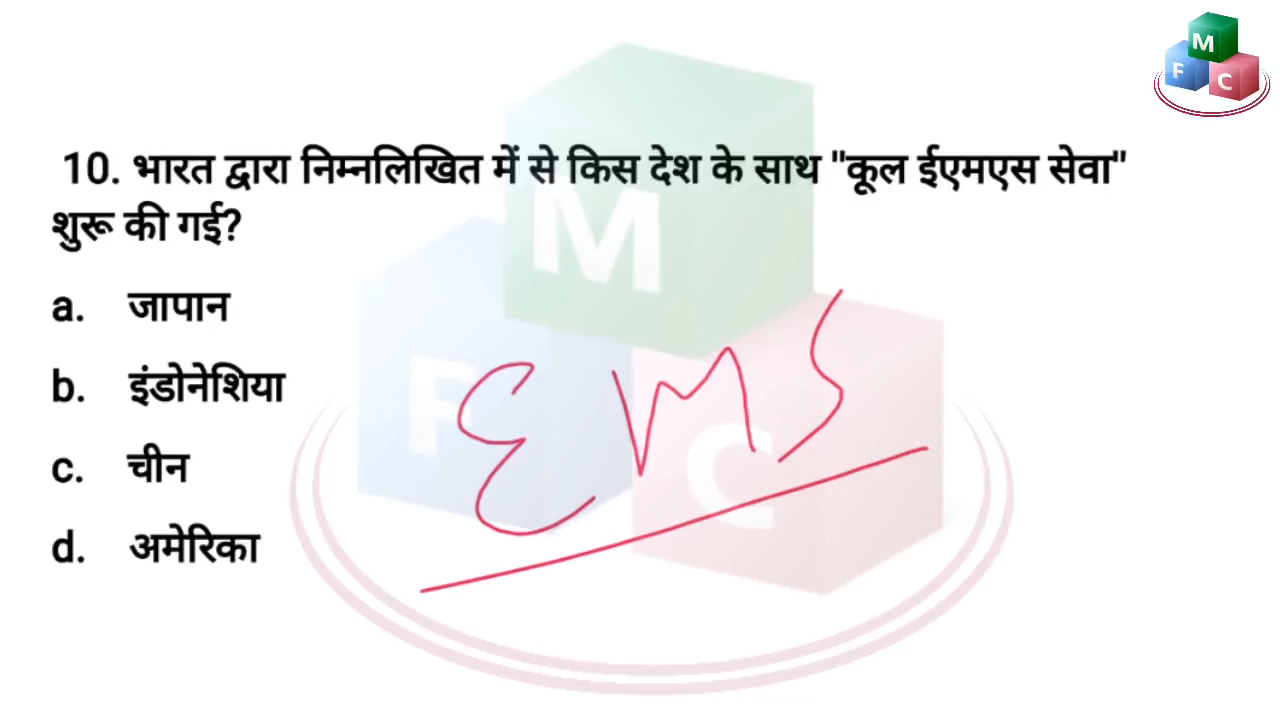 M
F
C
10. भारत द्वारा निम्नलिखित में से किस देश के साथ "कूल ईएमएस सेवा"
शुरू की गई?
a. जापान
b. इंडोनेशिया
c. चीन
d. अमेरिका
M
F
C
EMS